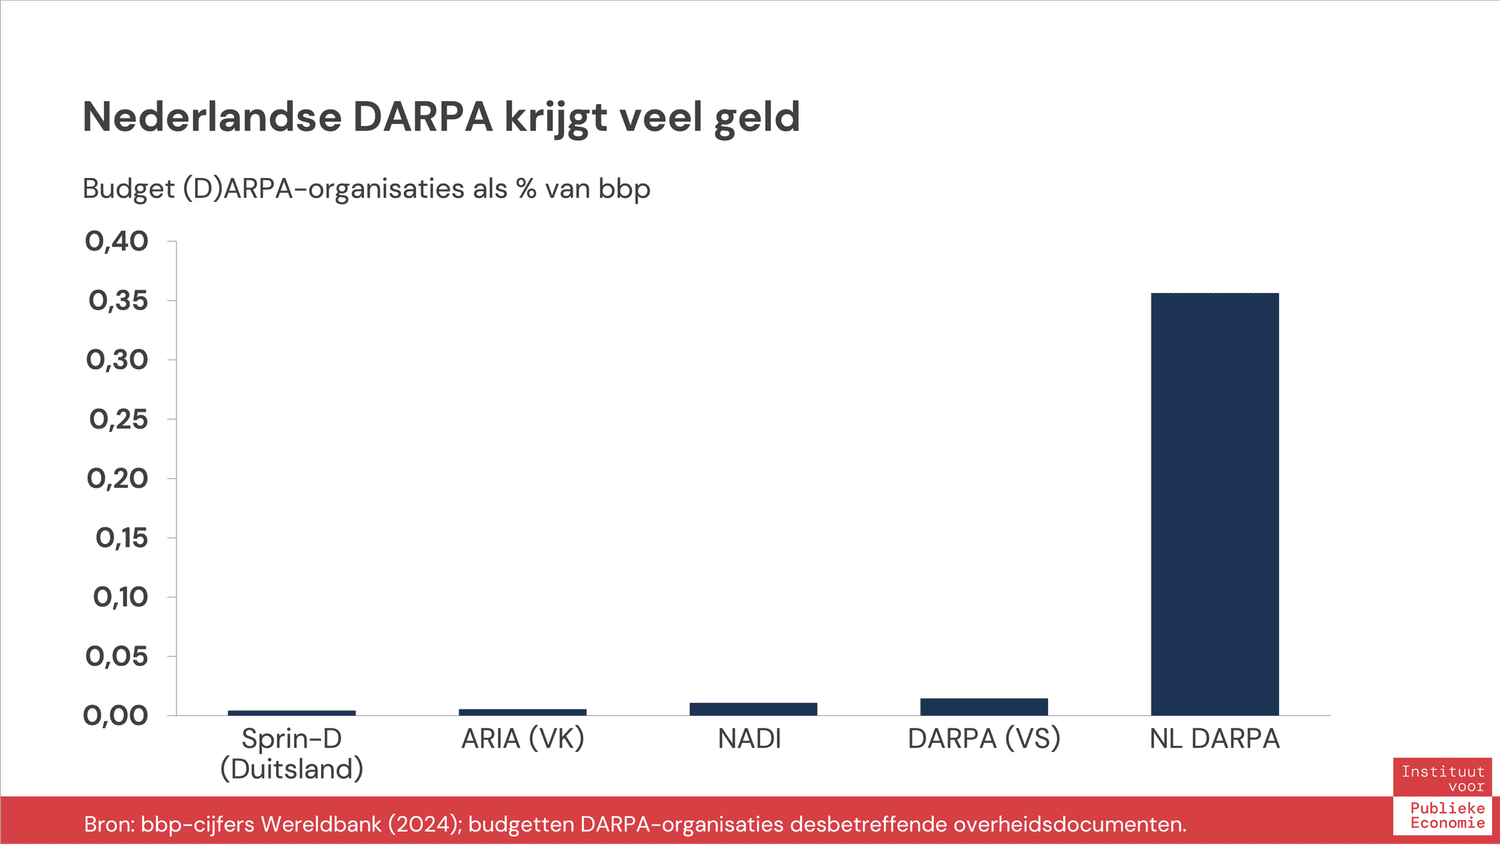 Nederlandse DARPA krijgt veel geld
Budget (D)ARPA-organisaties als % van bbp
0,40
0,35
0,30
0,25
0,20
0,15
0,10
0,05
0,00
Sprin-D
(Duitsland)
ARIA (VK)
NADI
DARPA (VS)
NL DARPA
Bron: bbp-cijfers Wereldbank (2024); budgetten DARPA-organisaties desbetreffende overheidsdocumenten.
Instituut
voor
Publieke
Economie